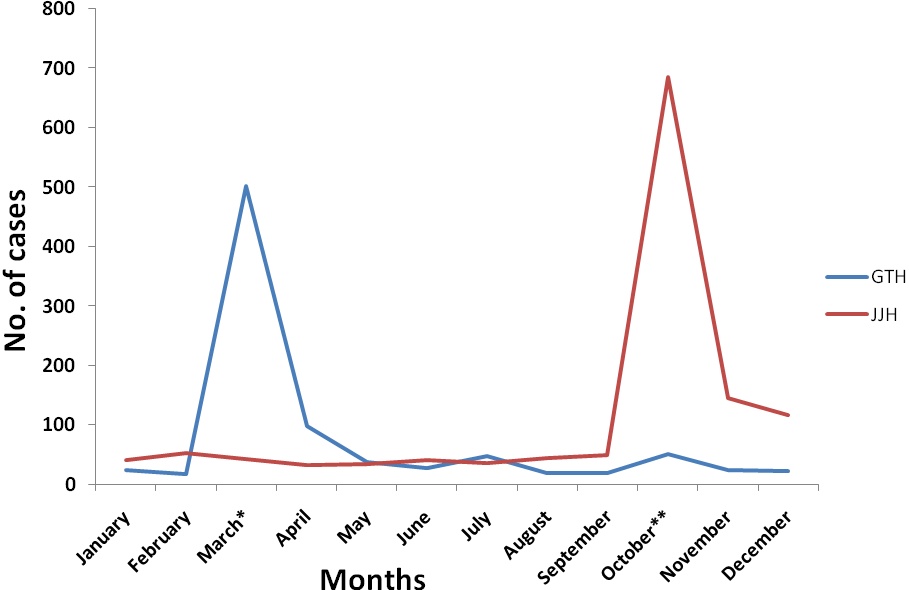 800
700
600
500
400
300
200
100
0
No. of cases
January
February
March*
April
May
June
July
August
September
October**
November
December
Months
GTH
JJH